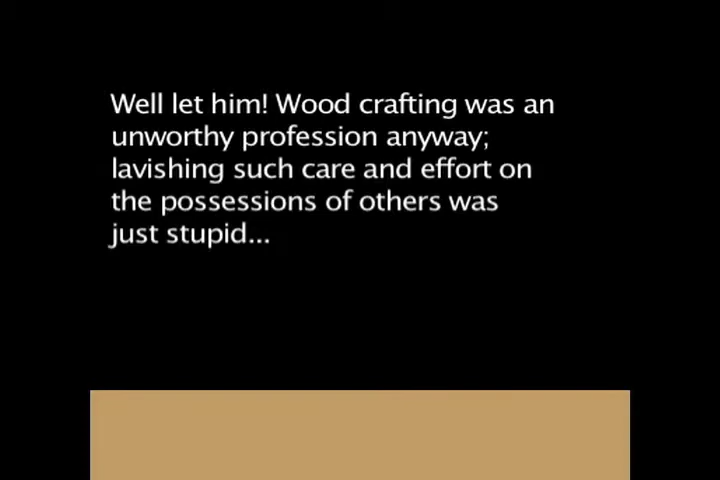 Well let him! Wood crafting was an
unworthy profession anyway;
lavishing such care and effort on
the possessions of others was
just stupid...